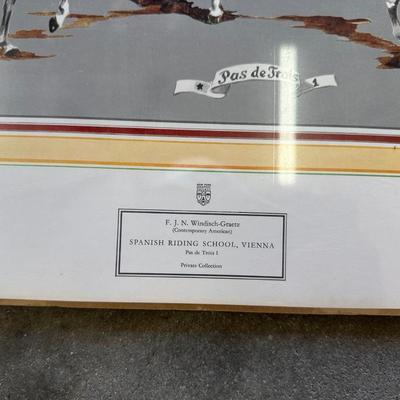 Pas de Trois 1
F. J. N. Windisch-Graetz
(Contemporary American)
SPANISH RIDING SCHOOL, VIENNA
Pas de Trois I
Private Collection